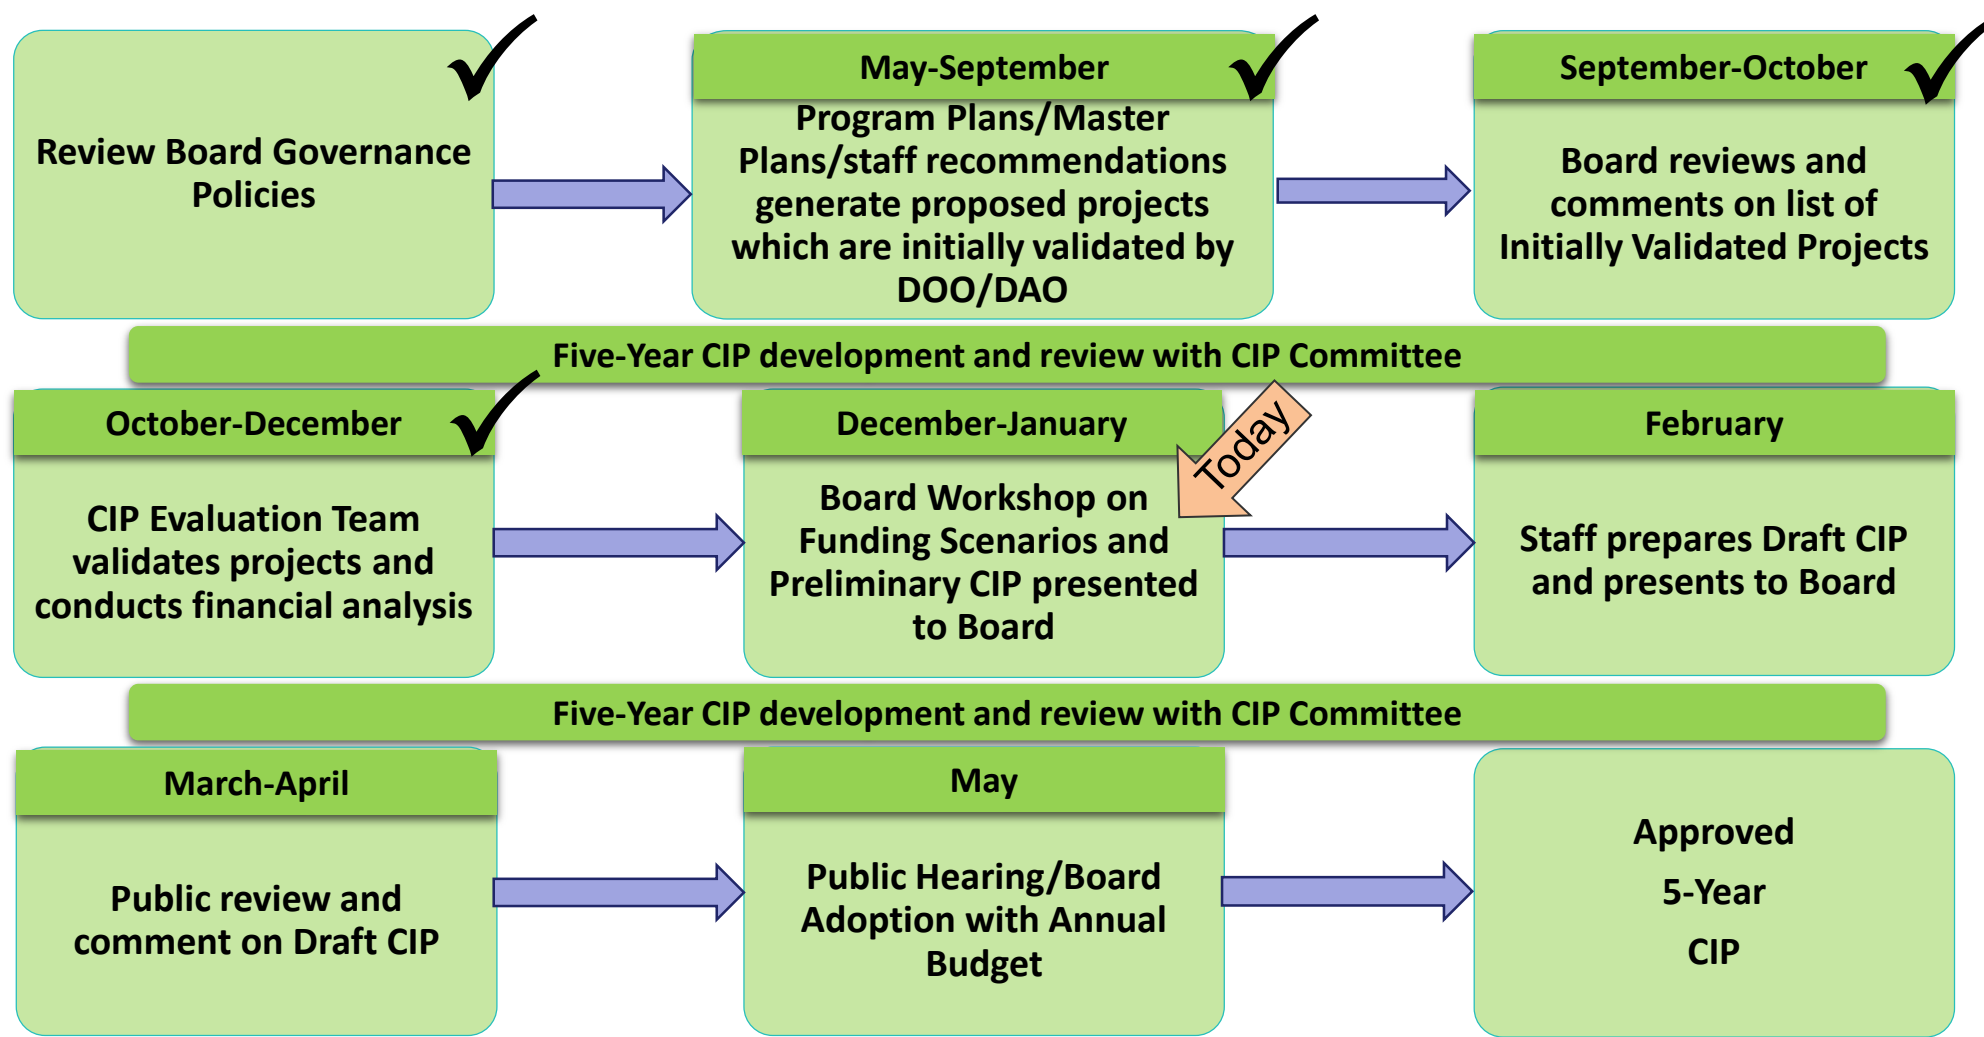 Review Board Governance
Policies
May-September
Program Plans/Master
Plans/staff recommendations
generate proposed projects
which are initially validated by
DOO/DAO
September-October
Board reviews and
comments on list of
Initially Validated Projects
Five-Year CIP development and review with CIP Committee
October-December
CIP Evaluation Team
validates projects and
conducts financial analysis
December-January
Today
Board Workshop on
Funding Scenarios and
Preliminary CIP presented
to Board
February
Staff prepares Draft CIP
and presents to Board
Five-Year CIP development and review with CIP Committee
March-April
Public review and
comment on Draft CIP
May
Public Hearing/Board
Adoption with Annual
Budget
Approved
5-Year
CIP